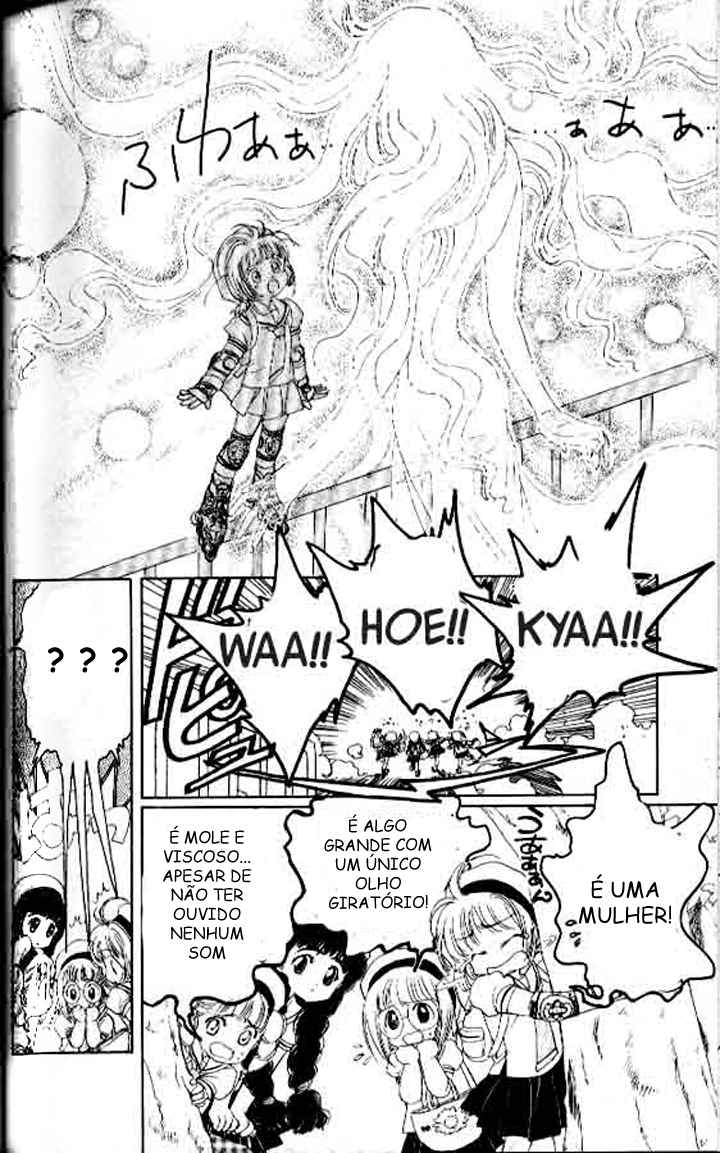 ふわあぁ…
…ぁあぁ…
KYAA!!
HOE!!
WAA!!
? ? ?
É UMA
MULHER!
É ALGO
GRANDE COM
UM ÚNICO
OLHO
GIRATÓRIO!
É MOLE E
VISCOSO...
APESAR DE
NÃO TER
OUVIDO
NENHUM
SOM